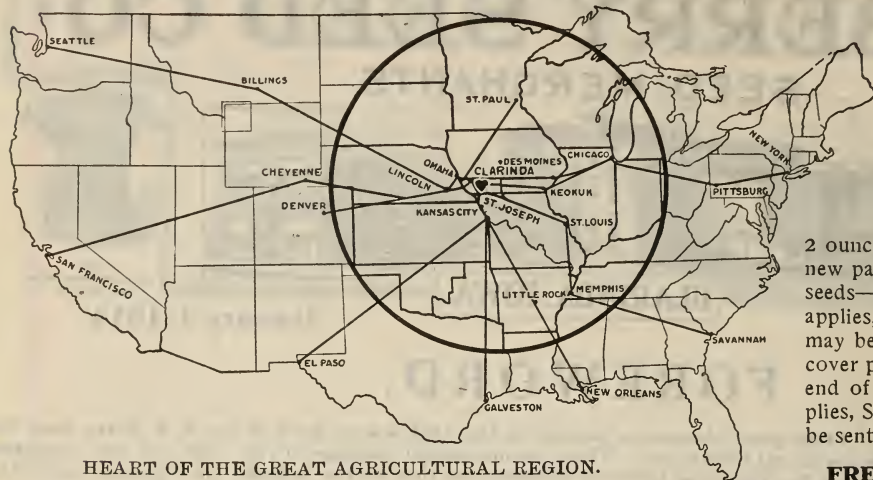 SEATTLE
BILLINGS
ST. PAUL
CHEYENNE
OMAHA
DES MOINES
CHICAGO
NEW YORK
LINCOLN
CLARINDA
KEOKUK
PITTSBURG
DENVER
ST. JOSEPH
KANSAS CITY
ST. LOUIS
SAN FRANCISCO
LITTLE ROCK
MEMPHIS
SAVANNAH
EL PASO
NEW ORLEANS
GALVESTON
HEART OF THE GREAT AGRICULTURAL REGION.
2 ounc
new pa
seeds—
applies,
may be
cover p
end of
plies, S
be sent
FRE